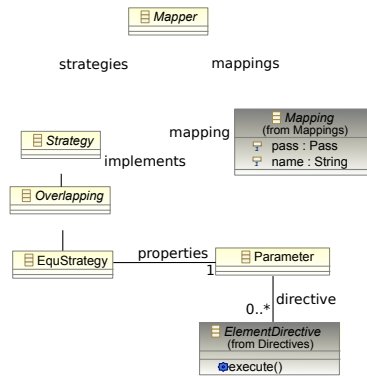 Mapper
strategies
mappings
Mapping
(from Mappings)
pass : Pass
name : String
mapping
Strategy
implements
Overlapping
EquStrategy
properties
1
Parameter
directive
0..*
ElementDirective
(from Directives)
execute()